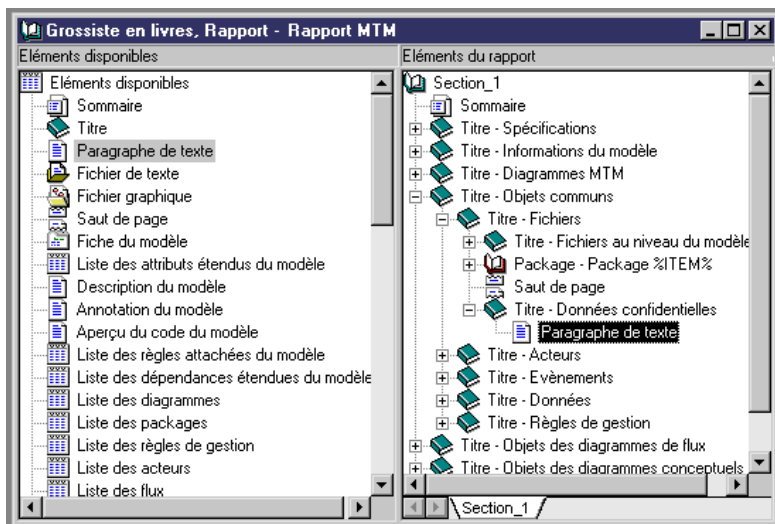 Grossiste en livres, Rapport - Rapport MTM
Eléments disponibles
Eléments disponibles
Sommaire
Titre
Paragraphe de texte
Fichier de texte
Fichier graphique
Saut de page
Fiche du modèle
Liste des attributs étendus du modèle
Description du modèle
Annotation du modèle
Aperçu du code du modèle
Liste des règles attachées du modèle
Liste des dépendances étendues du modèle
Liste des diagrammes
Liste des packages
Liste des règles de gestion
Liste des acteurs
Liste des flux
Eléments du rapport
Section_1
Sommaire
Titre - Spécifications
Titre - Informations du modèle
Titre - Diagrammes MTM
Titre - Objets communs
Titre - Fichiers
Titre - Fichiers au niveau du modèle
Package - Package %ITEM%
Saut de page
Titre - Données confidentielles
Paragraphe de texte
Titre - Acteurs
Titre - Evènements
Titre - Données
Titre - Règles de gestion
Titre - Objets des diagrammes de flux
Titre - Objets des diagrammes conceptuels
Section_1